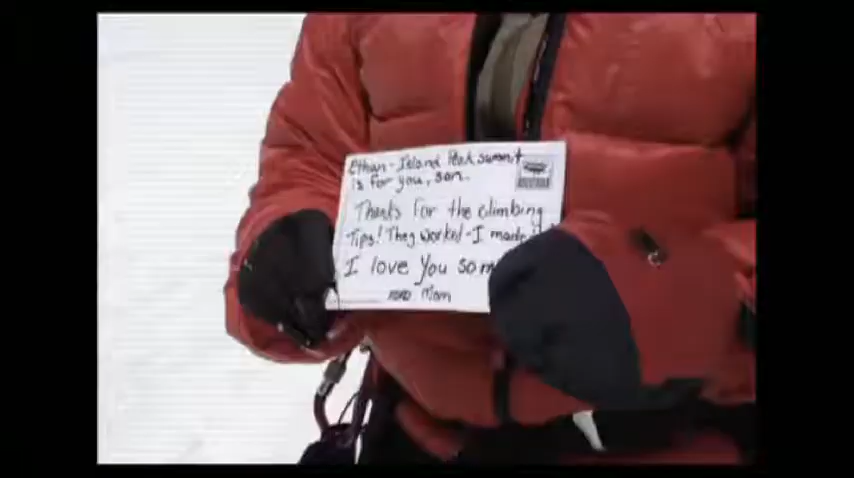 Ethan - Island Peak summit
is for you, son.
Thanks for the climbing
Tips! They worked - I made
I love you so m
xoxo Mom